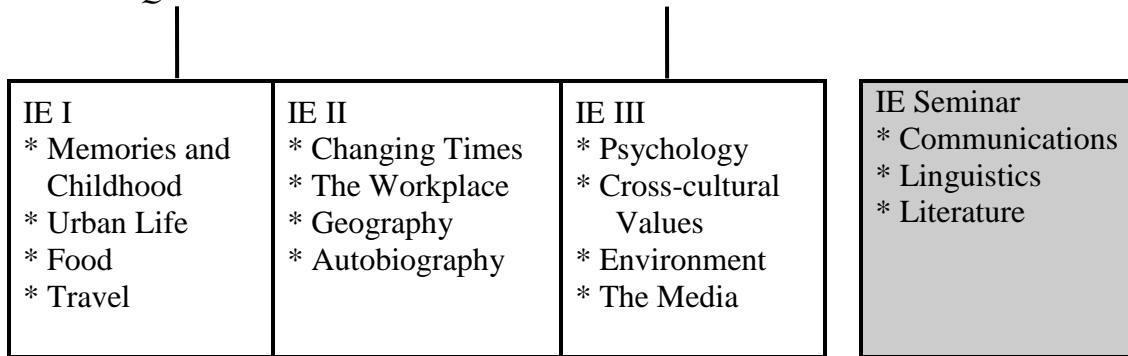 IE I
* Memories and
Childhood
* Urban Life
* Food
* Travel
IE II
* Changing Times
* The Workplace
* Geography
* Autobiography
IE III
* Psychology
* Cross-cultural
Values
* Environment
* The Media
IE Seminar
* Communications
* Linguistics
* Literature